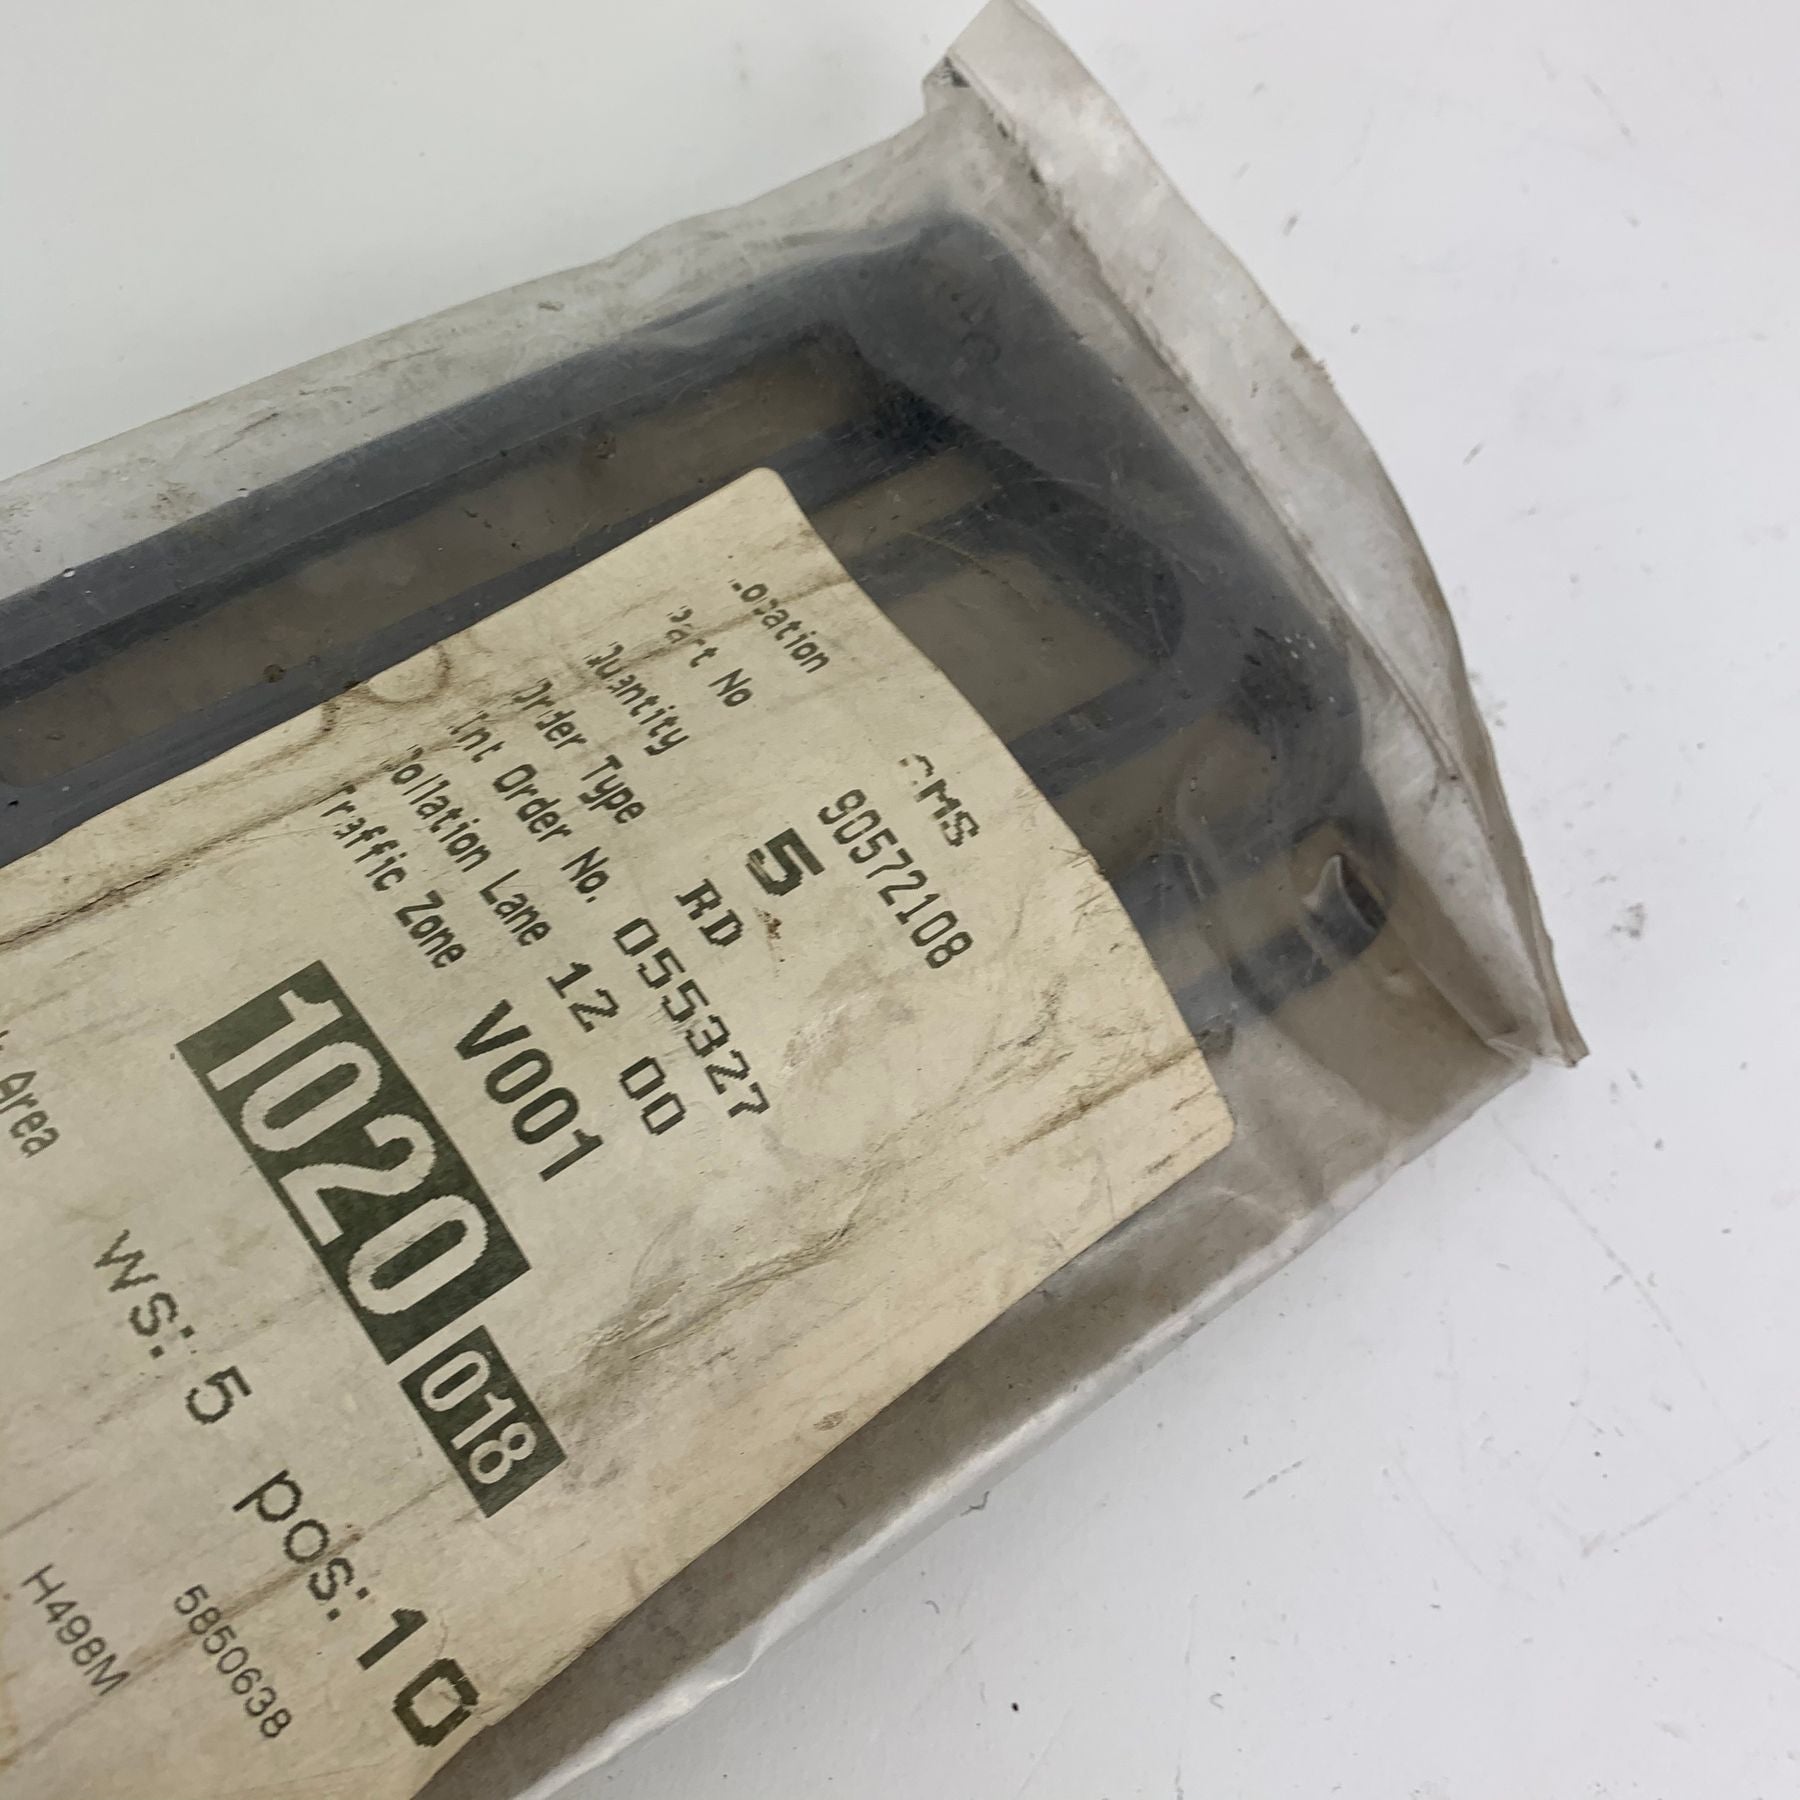 Location CMS
Part No 90572108
Quantity 5
Order Type RD
Int Order No. 055327
Collation Lane 12 00
Traffic Zone V001
1020 018
Area
WS: 5 pos: 10
5850638
H498M